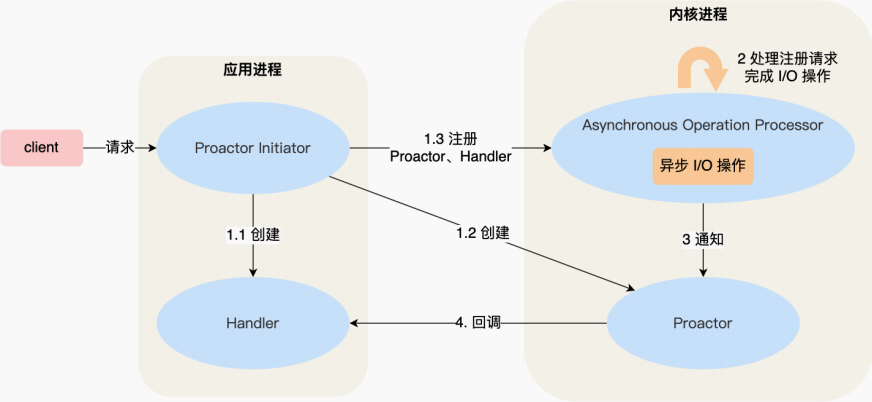 内核进程
应用进程
2 处理注册请求
完成 I/O 操作
client
请求
Proactor Initiator
1.3 注册
Proactor、Handler
Asynchronous Operation Processor
异步 I/O 操作
1.1 创建
1.2 创建
3 通知
Handler
4. 回调
Proactor